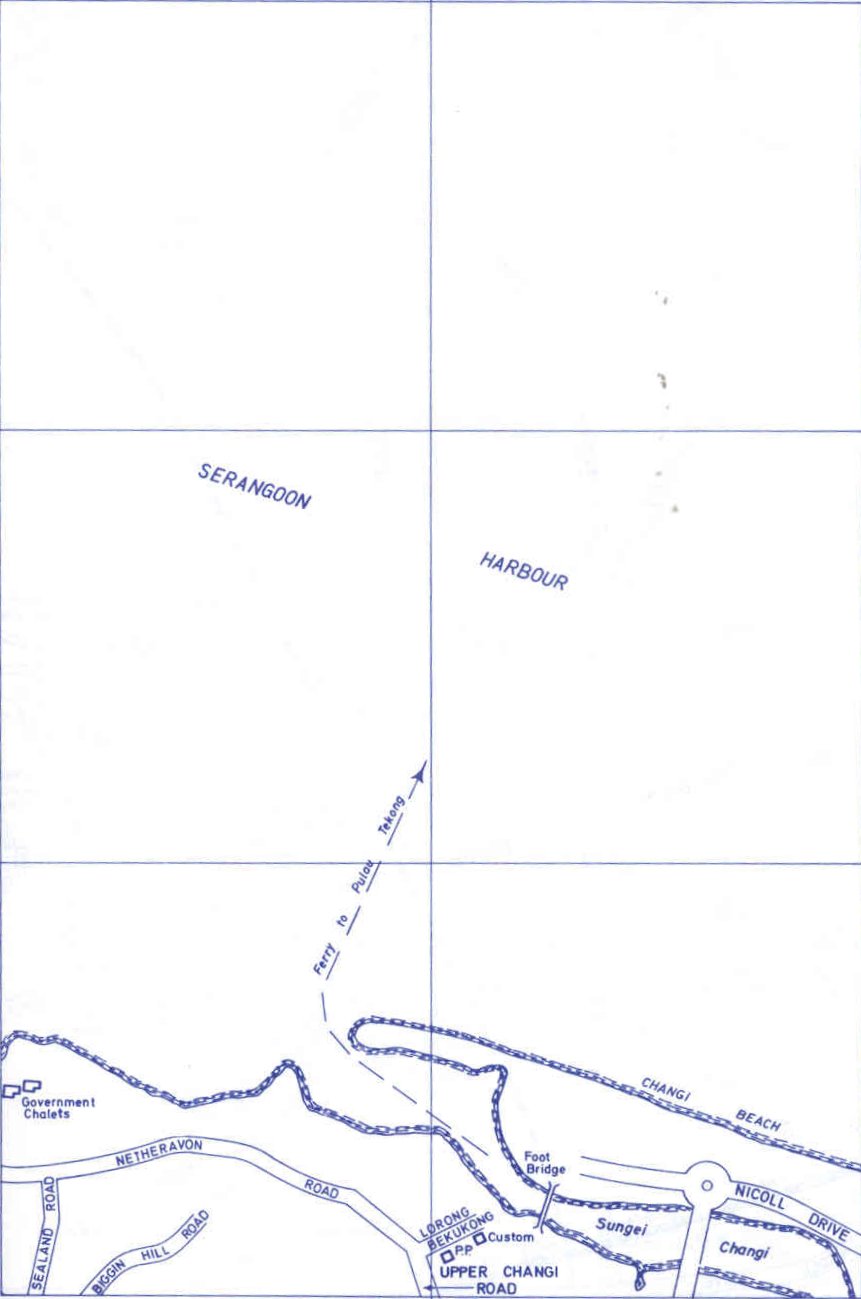 SERANGOON
HARBOUR
Ferry to Pulau Tekong
CHANGI BEACH
Government
Chalets
NETHERAVON ROAD
Foot
Bridge
SEALAND ROAD
BIGGIN HILL ROAD
LORONG
BEKUKONG
Custom
P.P.
UPPER CHANGI
ROAD
Sungei Changi
NICOLL DRIVE